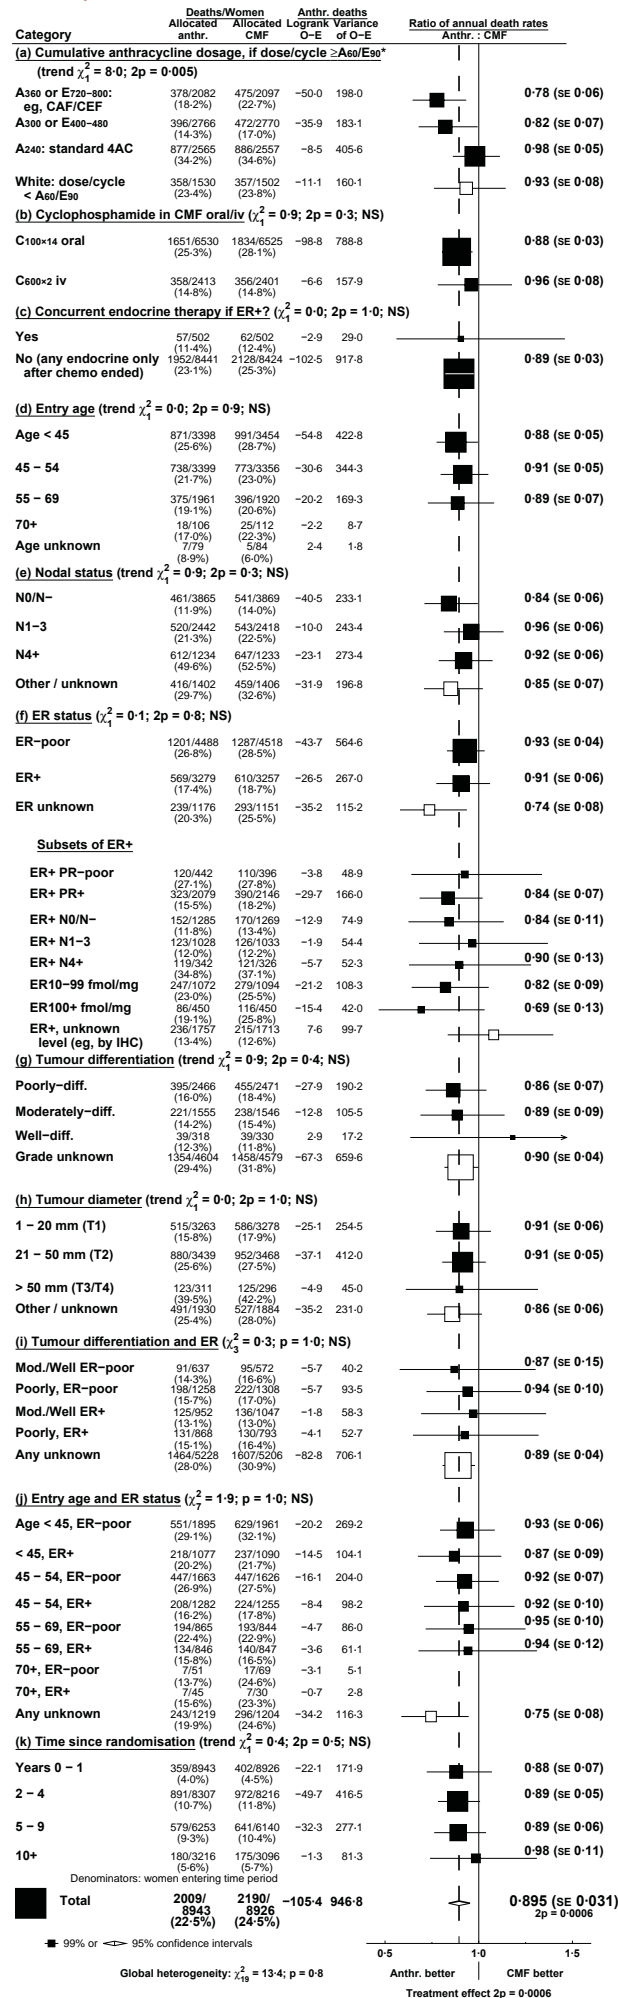 Deaths/Women Anthr. deaths
Allocated Allocated Logrank Variance Ratio of annual death rates
Category anthr. CMF O−E of O−E Anthr. : CMF
(a) Cumulative anthracycline dosage, if dose/cycle ≥A60/E90*
(trend χ²₁ = 8·0; 2p = 0·005)
A360 or E720−800: 378/2082 475/2097 −50·0 198·0 0·78 (SE 0·06)
eg, CAF/CEF (18·2%) (22·7%)
A300 or E400−480 396/2766 472/2770 −35·9 183·1 0·82 (SE 0·07)
(14·3%) (17·0%)
A240: standard 4AC 877/2565 886/2557 −8·5 405·6 0·98 (SE 0·05)
(34·2%) (34·6%)
White: dose/cycle 358/1530 357/1502 −11·1 160·1 0·93 (SE 0·08)
< A60/E90 (23·4%) (23·8%)
(b) Cyclophosphamide in CMF oral/iv (χ²₁ = 0·9; 2p = 0·3; NS)
C100×14 oral 1651/6530 1834/6525 −98·8 788·8 0·88 (SE 0·03)
(25·3%) (28·1%)
C600×2 iv 358/2413 356/2401 −6·6 157·9 0·96 (SE 0·08)
(14·8%) (14·8%)
(c) Concurrent endocrine therapy if ER+? (χ²₁ = 0·0; 2p = 1·0; NS)
Yes 57/502 62/502 −2·9 29·0
(11·4%) (12·4%)
No (any endocrine only 1952/8441 2128/8424 −102·5 917·8 0·89 (SE 0·03)
after chemo ended) (23·1%) (25·3%)
(d) Entry age (trend χ²₁ = 0·0; 2p = 0·9; NS)
Age < 45 871/3398 991/3454 −54·8 422·8 0·88 (SE 0·05)
(25·6%) (28·7%)
45 − 54 738/3399 773/3356 −30·6 344·3 0·91 (SE 0·05)
(21·7%) (23·0%)
55 − 69 375/1961 396/1920 −20·2 169·3 0·89 (SE 0·07)
(19·1%) (20·6%)
70+ 18/106 25/112 −2·2 8·7
(17·0%) (22·3%)
Age unknown 7/79 5/84 2·4 1·8
(8·9%) (6·0%)
(e) Nodal status (trend χ²₁ = 0·9; 2p = 0·3; NS)
N0/N− 461/3865 541/3869 −40·5 233·1 0·84 (SE 0·06)
(11·9%) (14·0%)
N1−3 520/2442 543/2418 −10·0 243·4 0·96 (SE 0·06)
(21·3%) (22·5%)
N4+ 612/1234 647/1233 −23·1 273·4 0·92 (SE 0·06)
(49·6%) (52·5%)
Other / unknown 416/1402 459/1406 −31·9 196·8 0·85 (SE 0·07)
(29·7%) (32·6%)
(f) ER status (χ²₁ = 0·1; 2p = 0·8; NS)
ER−poor 1201/4488 1287/4518 −43·7 564·6 0·93 (SE 0·04)
(26·8%) (28·5%)
ER+ 569/3279 610/3257 −26·5 267·0 0·91 (SE 0·06)
(17·4%) (18·7%)
ER unknown 239/1176 293/1151 −35·2 115·2 0·74 (SE 0·08)
(20·3%) (25·5%)
Subsets of ER+
ER+ PR−poor 120/442 110/396 −3·8 48·9
(27·1%) (27·8%)
ER+ PR+ 323/2079 390/2146 −29·7 166·0 0·84 (SE 0·07)
(15·5%) (18·2%)
ER+ N0/N− 152/1285 170/1269 −12·9 74·9 0·84 (SE 0·11)
(11·8%) (13·4%)
ER+ N1−3 123/1028 126/1033 −1·9 54·4
(12·0%) (12·2%)
ER+ N4+ 119/342 121/326 −5·7 52·3 0·90 (SE 0·13)
(34·8%) (37·1%)
ER10−99 fmol/mg 247/1072 279/1094 −21·2 108·3 0·82 (SE 0·09)
(23·0%) (25·5%)
ER100+ fmol/mg 86/450 116/450 −15·4 42·0 0·69 (SE 0·13)
(19·1%) (25·8%)
ER+, unknown 236/1757 215/1713 7·6 99·7
level (eg, by IHC) (13·4%) (12·6%)
(g) Tumour differentiation (trend χ²₁ = 0·9; 2p = 0·4; NS)
Poorly−diff. 395/2466 455/2471 −27·9 190·2 0·86 (SE 0·07)
(16·0%) (18·4%)
Moderately−diff. 221/1555 238/1546 −12·8 105·5 0·89 (SE 0·09)
(14·2%) (15·4%)
Well−diff. 39/318 39/330 2·9 17·2
(12·3%) (11·8%)
Grade unknown 1354/4604 1458/4579 −67·3 659·6 0·90 (SE 0·04)
(29·4%) (31·8%)
(h) Tumour diameter (trend χ²₁ = 0·0; 2p = 1·0; NS)
1 − 20 mm (T1) 515/3263 586/3278 −25·1 254·5 0·91 (SE 0·06)
(15·8%) (17·9%)
21 − 50 mm (T2) 880/3439 952/3468 −37·1 412·0 0·91 (SE 0·05)
(25·6%) (27·5%)
> 50 mm (T3/T4) 123/311 125/296 −4·9 45·0
(39·5%) (42·2%)
Other / unknown 491/1930 527/1884 −35·2 231·0 0·86 (SE 0·06)
(25·4%) (28·0%)
(i) Tumour differentiation and ER (χ²₃ = 0·3; p = 1·0; NS)
Mod./Well ER−poor 91/637 95/572 −5·7 40·2 0·87 (SE 0·15)
(14·3%) (16·6%)
Poorly, ER−poor 198/1258 222/1308 −5·7 93·5 0·94 (SE 0·10)
(15·7%) (17·0%)
Mod./Well ER+ 125/952 136/1047 −1·8 58·3
(13·1%) (13·0%)
Poorly, ER+ 131/868 130/793 −4·1 52·7
(15·1%) (16·4%)
Any unknown 1464/5228 1607/5206 −82·8 706·1 0·89 (SE 0·04)
(28·0%) (30·9%)
(j) Entry age and ER status (χ²₇ = 1·9; p = 1·0; NS)
Age < 45, ER−poor 551/1895 629/1961 −20·2 269·2 0·93 (SE 0·06)
(29·1%) (32·1%)
< 45, ER+ 218/1077 237/1090 −14·5 104·1 0·87 (SE 0·09)
(20·2%) (21·7%)
45 − 54, ER−poor 447/1663 447/1626 −16·1 204·0 0·92 (SE 0·07)
(26·9%) (27·5%)
45 − 54, ER+ 208/1282 224/1255 −8·4 98·2 0·92 (SE 0·10)
(16·2%) (17·8%)
55 − 69, ER−poor 194/865 193/844 −4·7 86·0 0·95 (SE 0·10)
(22·4%) (22·9%)
55 − 69, ER+ 134/846 140/847 −3·6 61·1 0·94 (SE 0·12)
(15·8%) (16·5%)
70+, ER−poor 7/51 17/69 −3·1 5·1
(13·7%) (24·6%)
70+, ER+ 7/45 7/30 −0·7 2·8
(15·6%) (23·3%)
Any unknown 243/1219 296/1204 −34·2 116·3 0·75 (SE 0·08)
(19·9%) (24·6%)
(k) Time since randomisation (trend χ²₁ = 0·4; 2p = 0·5; NS)
Years 0 − 1 359/8943 402/8926 −22·1 171·9 0·88 (SE 0·07)
(4·0%) (4·5%)
2 − 4 891/8307 972/8216 −49·7 416·5 0·89 (SE 0·05)
(10·7%) (11·8%)
5 − 9 579/6253 641/6140 −32·3 277·1 0·89 (SE 0·06)
(9·3%) (10·4%)
10+ 180/3216 175/3096 −1·3 81·3 0·98 (SE 0·11)
(5·6%) (5·7%)
Denominators: women entering time period
Total 2009/ 2190/ −105·4 946·8 0·895 (SE 0·031)
8943 8926 2p = 0·0006
(22·5%) (24·5%)
99% or 95% confidence intervals
0·5 1·0 1·5
Global heterogeneity: χ²₁₉ = 13·4; p = 0·8 Anthr. better CMF better
Treatment effect 2p = 0·0006